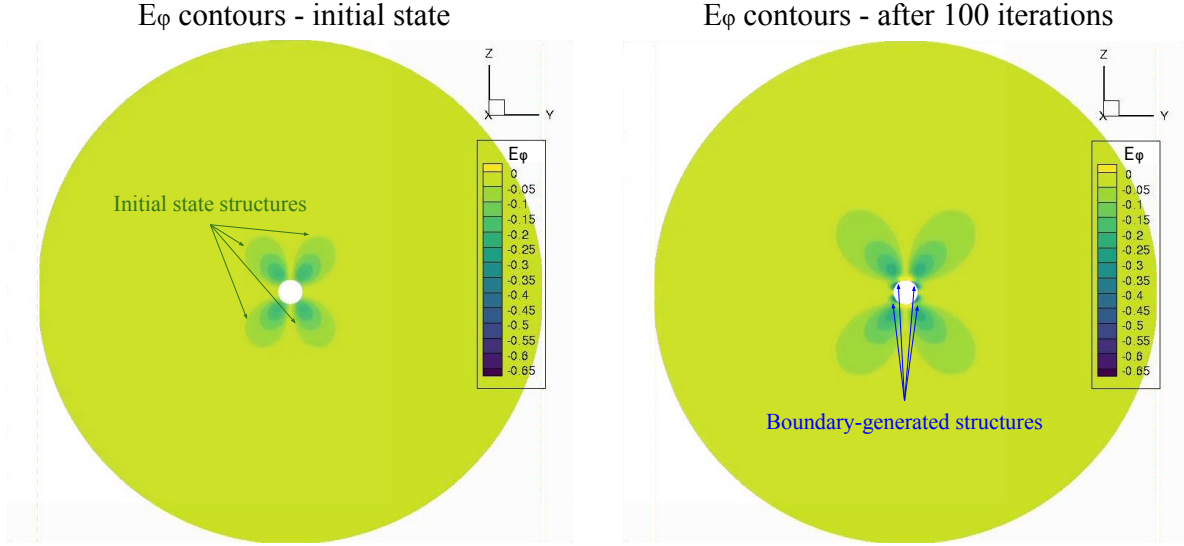 Eφ contours - initial state
Z
X Y
Eφ
0
-0.05
-0.1
-0.15
-0.2
-0.25
-0.3
-0.35
-0.4
-0.45
-0.5
-0.55
-0.6
-0.65
Initial state structures
Eφ contours - after 100 iterations
Z
X Y
Eφ
0
-0.05
-0.1
-0.15
-0.2
-0.25
-0.3
-0.35
-0.4
-0.45
-0.5
-0.55
-0.6
-0.65
Boundary-generated structures